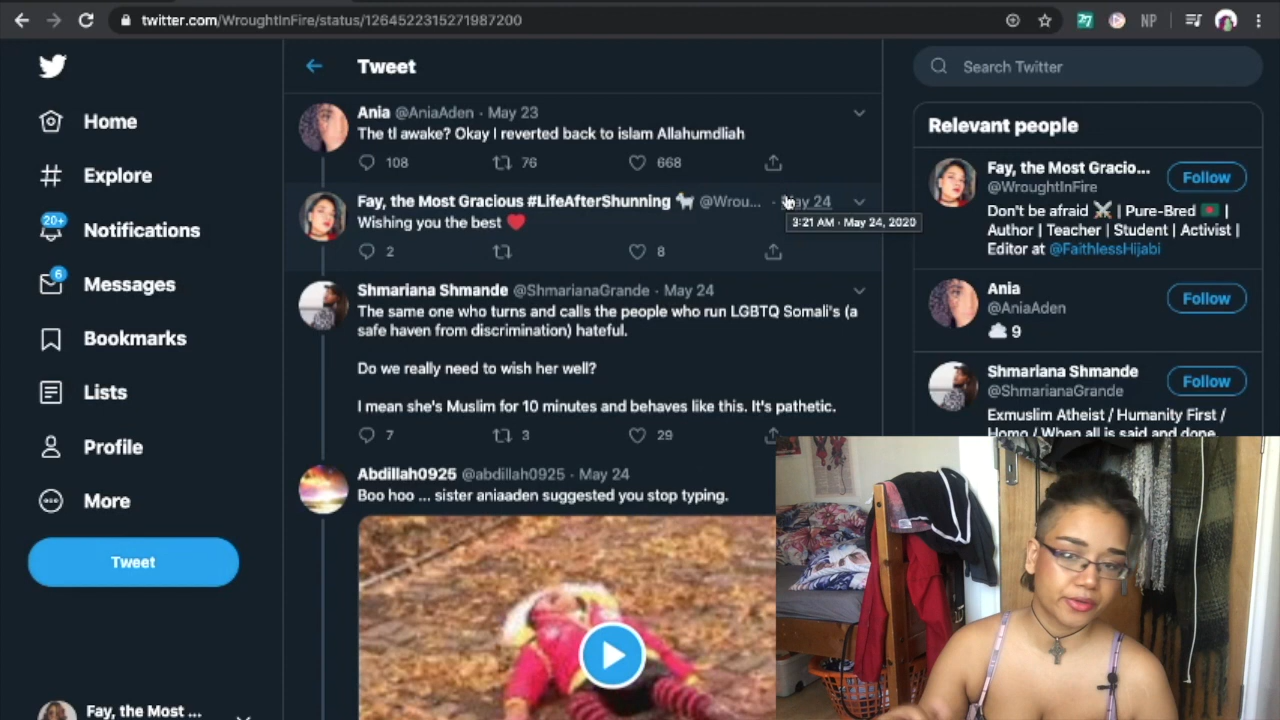 twitter.com/WroughtInFire/status/1264522315271987200
NP
Home
Explore
20+
Notifications
6
Messages
Bookmarks
Lists
Profile
More
Tweet
Fay, the Most ...
Tweet
Ania @AniaAden · May 23
The tl awake? Okay I reverted back to islam Allahumdliah
108 76 668
Fay, the Most Gracious #LifeAfterShunning 🐐 @Wrou... · May 24
3:21 AM · May 24, 2020
Wishing you the best ❤️
2 8
Shmariana Shmande @ShmarianaGrande · May 24
The same one who turns and calls the people who run LGBTQ Somali's (a
safe haven from discrimination) hateful.
Do we really need to wish her well?
I mean she's Muslim for 10 minutes and behaves like this. It's pathetic.
7 3 29
Abdillah0925 @abdillah0925 · May 24
Boo hoo ... sister aniaaden suggested you stop typing.
Search Twitter
Relevant people
Fay, the Most Gracio...
Follow
@WroughtInFire
Don't be afraid ⚔️ | Pure-Bred 🇧🇩 |
Author | Teacher | Student | Activist |
Editor at @FaithlessHijabi
Ania
Follow
@AniaAden
9
Shmariana Shmande
Follow
@ShmarianaGrande
Exmuslim Atheist / Humanity First /
Homo / When all is said and done